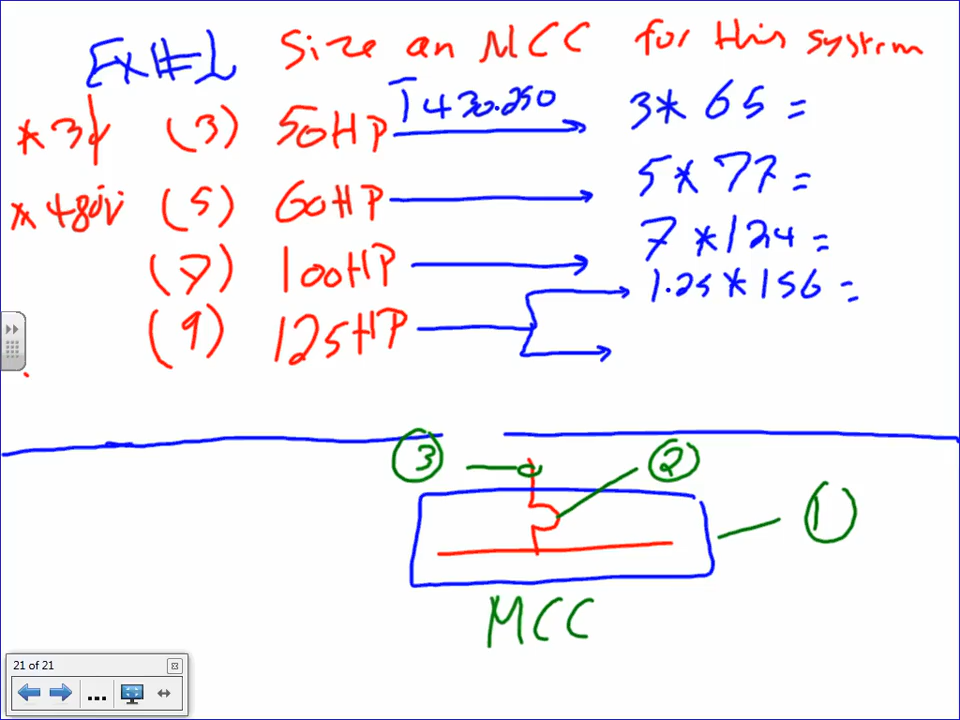 Ex#1 Size an MCC for this system
*3φ (3) 50HP T430.250 3* 65 =
*480V (5) 60HP 5* 77 =
(7) 100HP 7 *124 =
(9) 125HP 1.25 *156 =
3
2
1
MCC
21 of 21
...